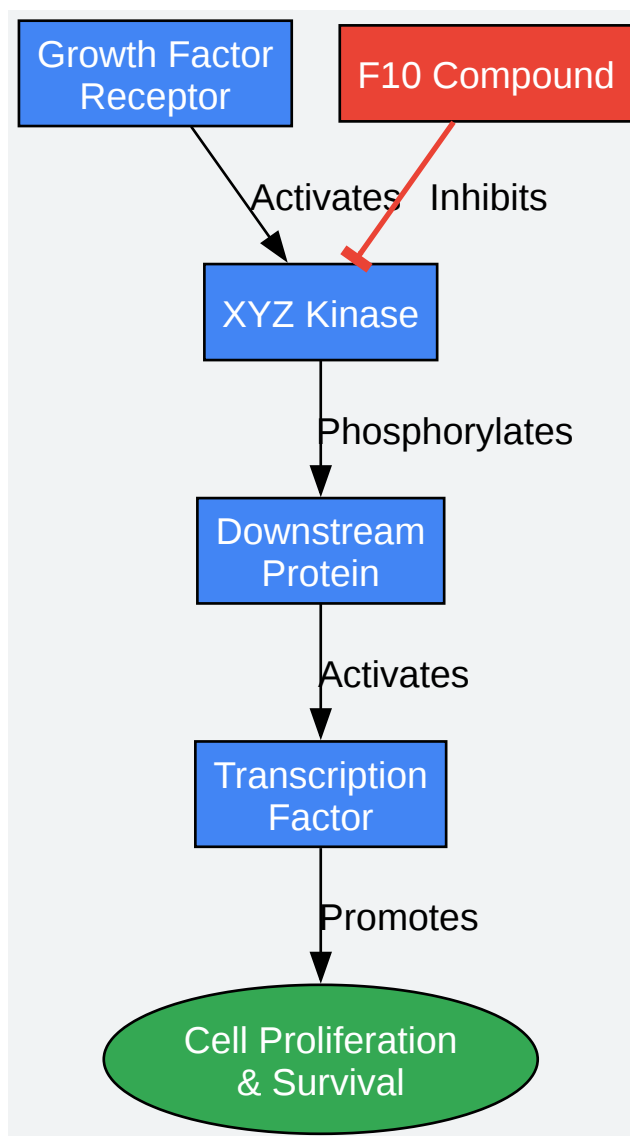 Growth Factor
Receptor
F10 Compound
Activates
Inhibits
XYZ Kinase
Phosphorylates
Downstream
Protein
Activates
Transcription
Factor
Promotes
Cell Proliferation
& Survival